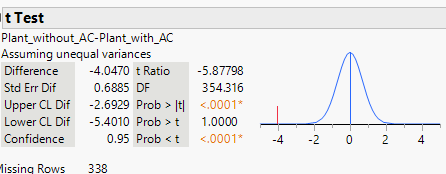 t Test
Plant_without_AC-Plant_with_AC
Assuming unequal variances
Difference -4.0470 t Ratio -5.87798
Std Err Dif 0.6885 DF 354.316
Upper CL Dif -2.6929 Prob > |t| <.0001*
Lower CL Dif -5.4010 Prob > t 1.0000
Confidence 0.95 Prob < t <.0001*
-4 -2 0 2 4
Missing Rows 338